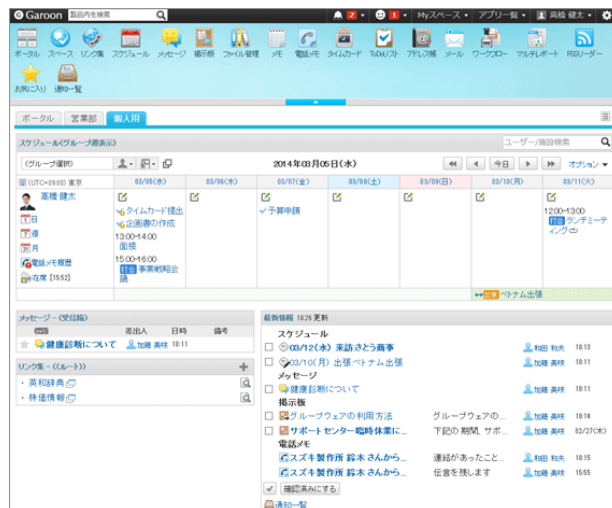 Garoon 製品内を検索 2 1 Myスペース アプリ一覧 高橋 健太
ポータル スペース リンク集 スケジュール メッセージ 掲示板 ファイル管理 メモ 電話メモ タイムカード ToDoリスト アドレス帳 メール ワークフロー マルチレポート RSSリーダー
お気に入り 通知一覧
ポータル 営業部 個人用
スケジュール(グループ週表示) ユーザー/施設検索
(グループ選択) 2014年03月05日(水) 今日 オプション
(UTC+09:00) 東京 03/05(水) 03/06(木) 03/07(金) 03/08(土) 03/09(日) 03/10(月) 03/11(火)
高橋 健太
日
週
月
電話メモ履歴
在席 [15:52]
タイムカード提出
企画書の作成
13:00-14:00
面接
15:00-16:00
打合 事業戦略会
議
予算申請
12:00-13:00
打合 ランチミーテ
ィング
出張 ベトナム出張
メッセージ - (受信箱)
標題 差出人 日時 備考
健康診断について 加藤 美咲 18:11
リンク集 - ((ルート))
・英和辞典
・株価情報
最新情報 18:26 更新
スケジュール
03/12(水) 来訪:さとう商事 和田 和夫 18:13
03/10(月) 出張:ベトナム出張 加藤 美咲 18:11
メッセージ
健康診断について 加藤 美咲 18:11
掲示板
グループウェアの利用方法 グループウェアの... 加藤 美咲 18:14
サポートセンター臨時休業に... 下記の期間、サポ... 加藤 美咲 02/27(木)
電話メモ
スズキ製作所 鈴木さんから... 連絡があったこと... 和田 和夫 18:15
スズキ製作所 鈴木さんから... 伝言を残します 加藤 美咲 15:55
確認済みにする
通知一覧